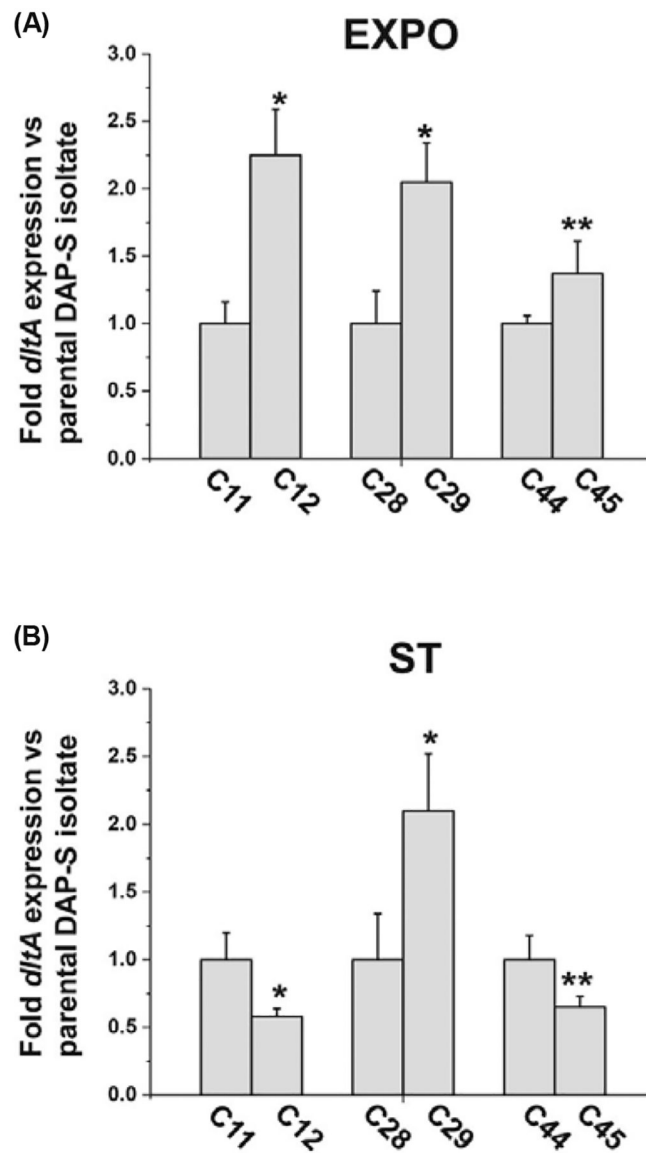 (A)
EXPO
Fold dltA expression vs
parental DAP-S isoltate
3.0
2.5
2.0
1.5
1.0
0.5
0.0
* * **
C11 C12 C28 C29 C44 C45
(B)
ST
Fold dltA expression vs
parental DAP-S isoltate
3.0
2.5
2.0
1.5
1.0
0.5
0.0
* * **
C11 C12 C28 C29 C44 C45